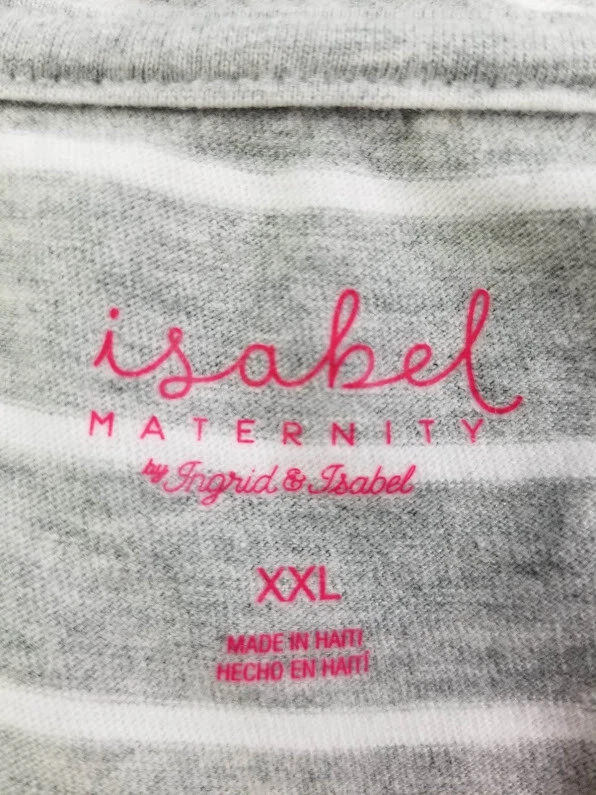 isabel
MATERNITY
by Ingrid & Isabel
XXL
MADE IN HAITI
HECHO EN HAITÍ